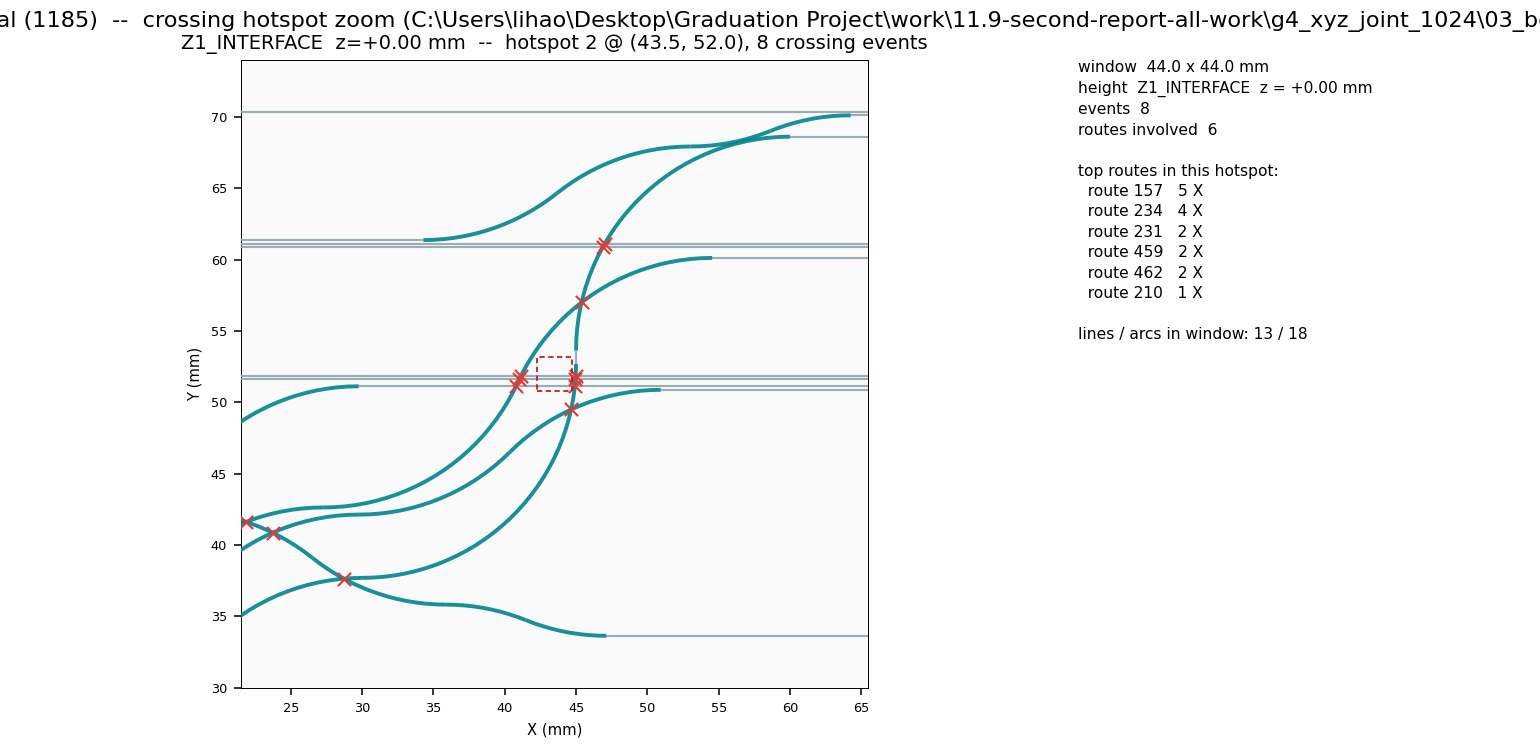 al (1185)  --  crossing hotspot zoom (C:\Users\lihao\Desktop\Graduation Project\work\11.9-second-report-all-work\g4_xyz_joint_1024\03_b
Z1_INTERFACE  z=+0.00 mm  --  hotspot 2 @ (43.5, 52.0), 8 crossing events
window  44.0 x 44.0 mm
height  Z1_INTERFACE  z = +0.00 mm
events  8
routes involved  6
top routes in this hotspot:
route 157   5 X
route 234   4 X
route 231   2 X
route 459   2 X
route 462   2 X
route 210   1 X
lines / arcs in window: 13 / 18
Y (mm)
70
65
60
55
50
45
40
35
30
25 30 35 40 45 50 55 60 65
X (mm)